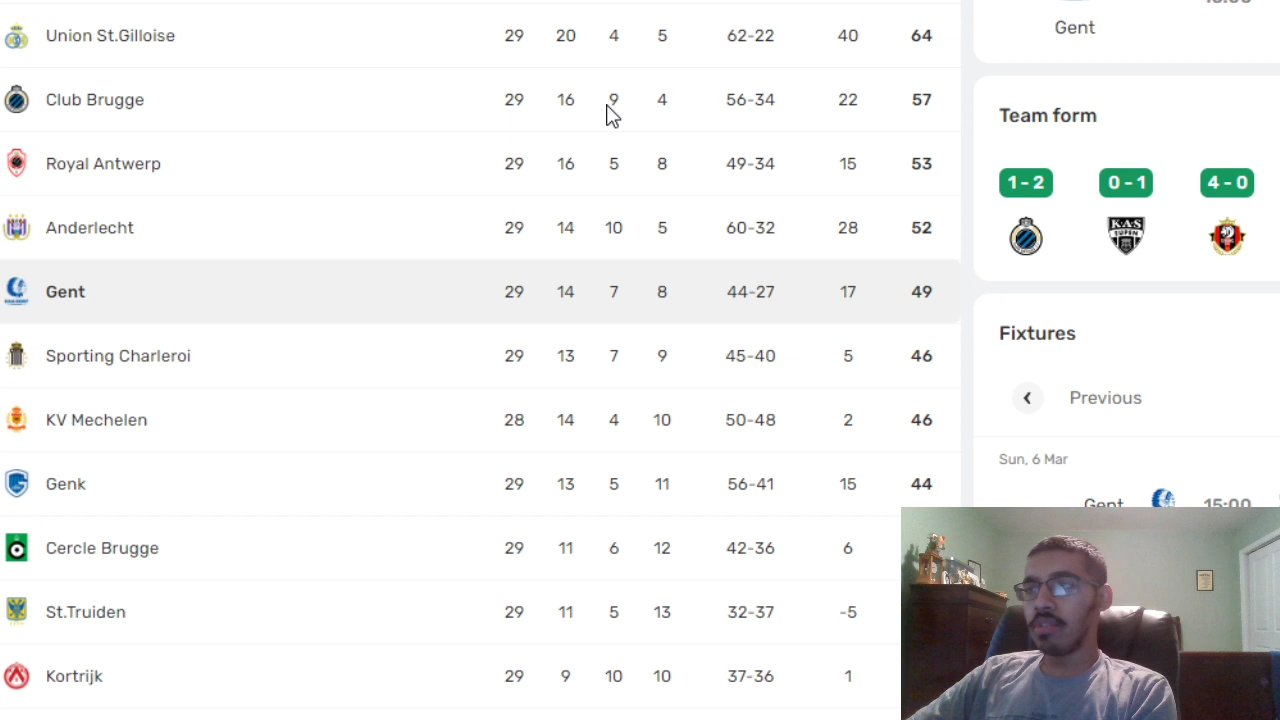 Union St.Gilloise 29 20 4 5 62-22 40 64
Club Brugge 29 16 9 4 56-34 22 57
Royal Antwerp 29 16 5 8 49-34 15 53
Anderlecht 29 14 10 5 60-32 28 52
Gent 29 14 7 8 44-27 17 49
Sporting Charleroi 29 13 7 9 45-40 5 46
KV Mechelen 28 14 4 10 50-48 2 46
Genk 29 13 5 11 56-41 15 44
Cercle Brugge 29 11 6 12 42-36 6
St.Truiden 29 11 5 13 32-37 -5
Kortrijk 29 9 10 10 37-36 1
Gent
Team form
1 - 2 0 - 1 4 - 0
K·A·S
EUPEN
Fixtures
Previous
Sun, 6 Mar
Gent 15:00